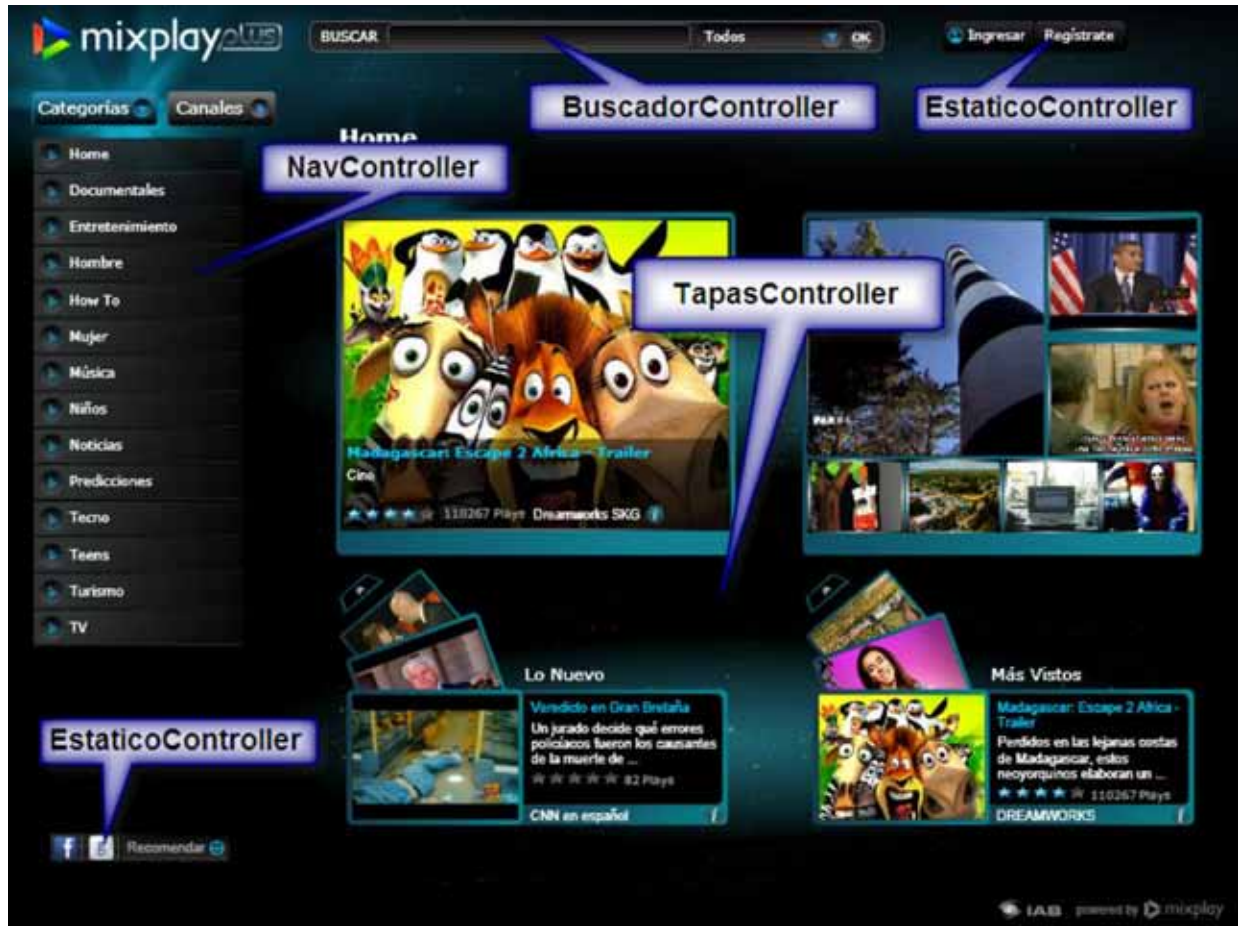 mixplay plus
BUSCAR
Todos
OK
Ingresar
Regístrate
BuscadorController
EstaticoController
Categorías
Canales
Home
NavController
Home
Documentales
Entretenimiento
Hombre
How To
Mujer
Música
Niños
Noticias
Predicciones
Tecno
Teens
Turismo
TV
TapasController
Madagascar: Escape 2 Africa - Trailer
Cine
110267 Plays Dreamworks SKG
Lo Nuevo
Veredicto en Gran Bretaña
Un jurado decide qué errores
policíacos fueron los causantes
de la muerte de ...
82 Plays
CNN en español
Más Vistos
Madagascar: Escape 2 Africa -
Trailer
Perdidos en las lejanas costas
de Madagascar, estos
neoyorquinos elaboran un ...
110267 Plays
DREAMWORKS
EstaticoController
f
Recomendar
IAB powered by mixplay